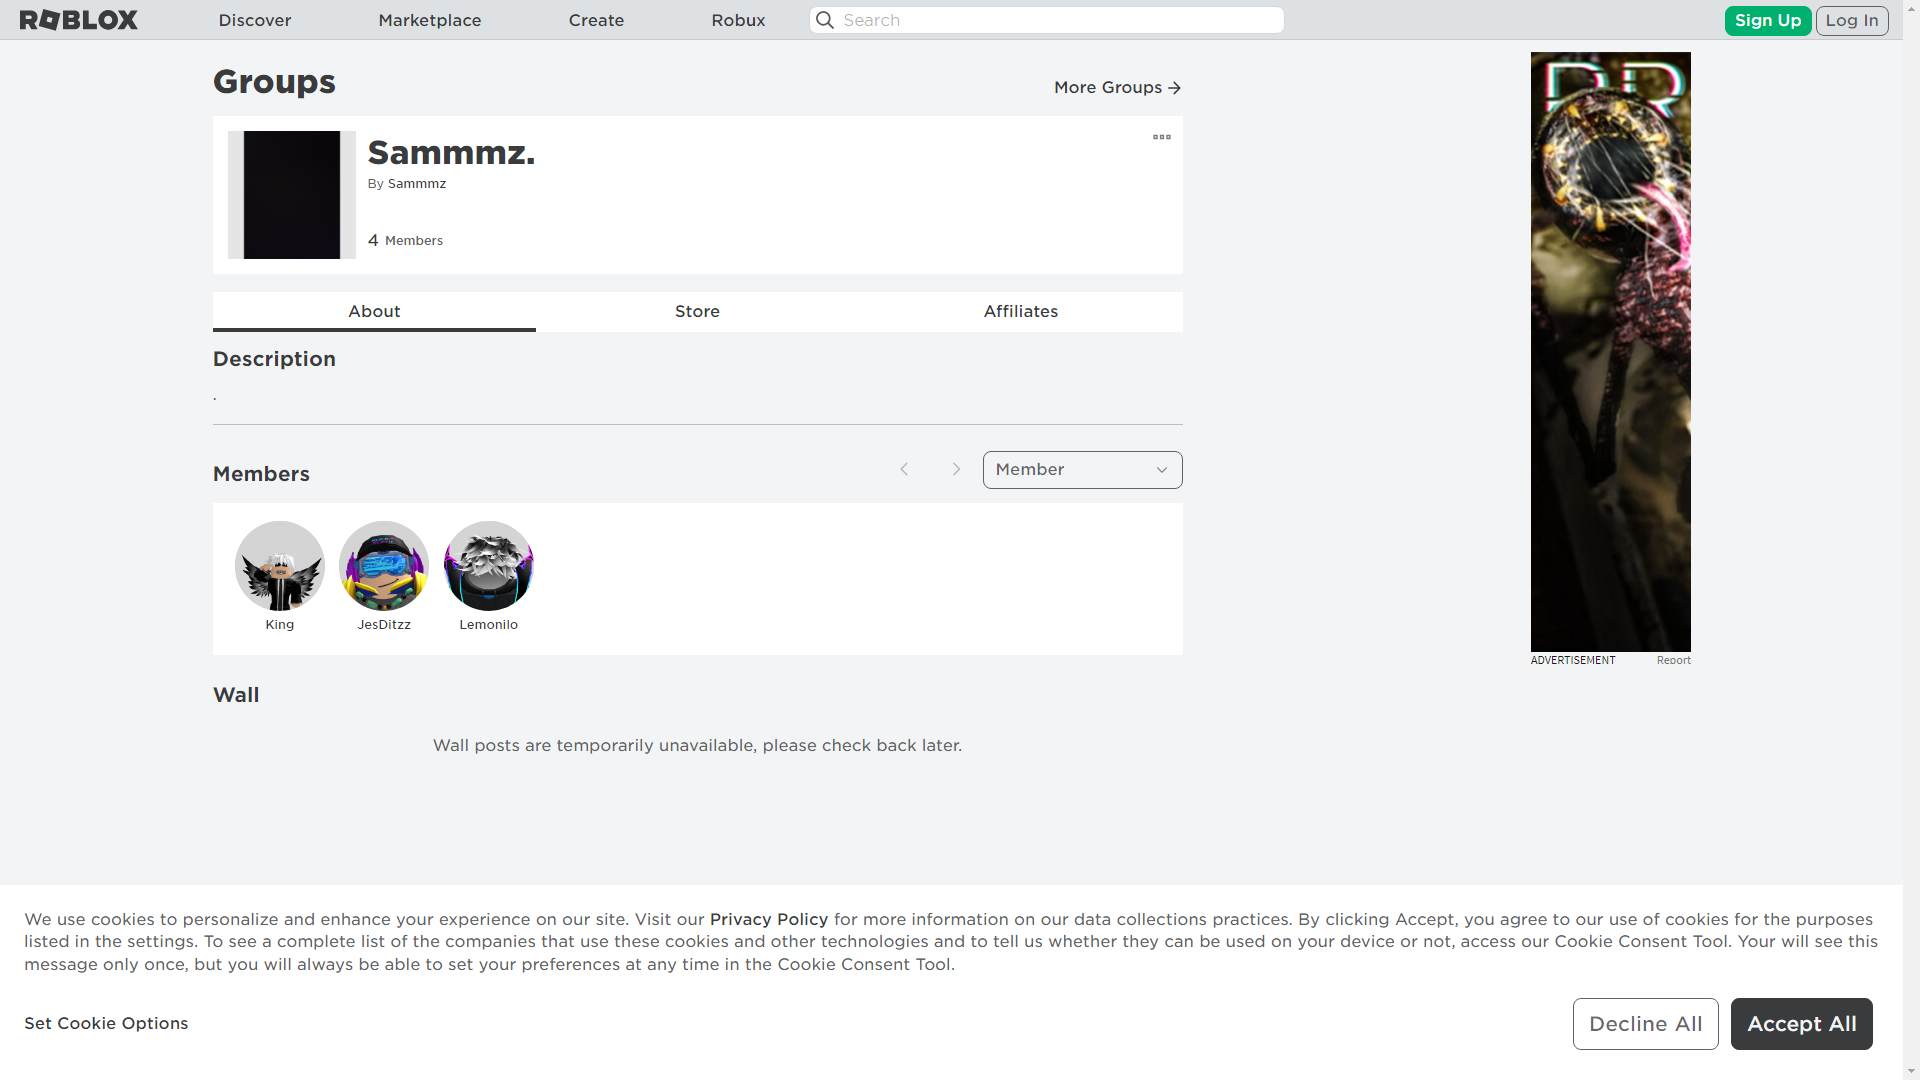 ROBLOX Discover Marketplace Create Robux Search Sign Up Log In
Groups
More Groups
Sammmz.
By Sammmz
4 Members
About Store Affiliates
Description
.
Members
Member
King JesDitzz Lemonilo
Wall
Wall posts are temporarily unavailable, please check back later.
ADVERTISEMENT Report
We use cookies to personalize and enhance your experience on our site. Visit our Privacy Policy for more information on our data collections practices. By clicking Accept, you agree to our use of cookies for the purposes
listed in the settings. To see a complete list of the companies that use these cookies and other technologies and to tell us whether they can be used on your device or not, access our Cookie Consent Tool. Your will see this
message only once, but you will always be able to set your preferences at any time in the Cookie Consent Tool.
Set Cookie Options
Decline All Accept All